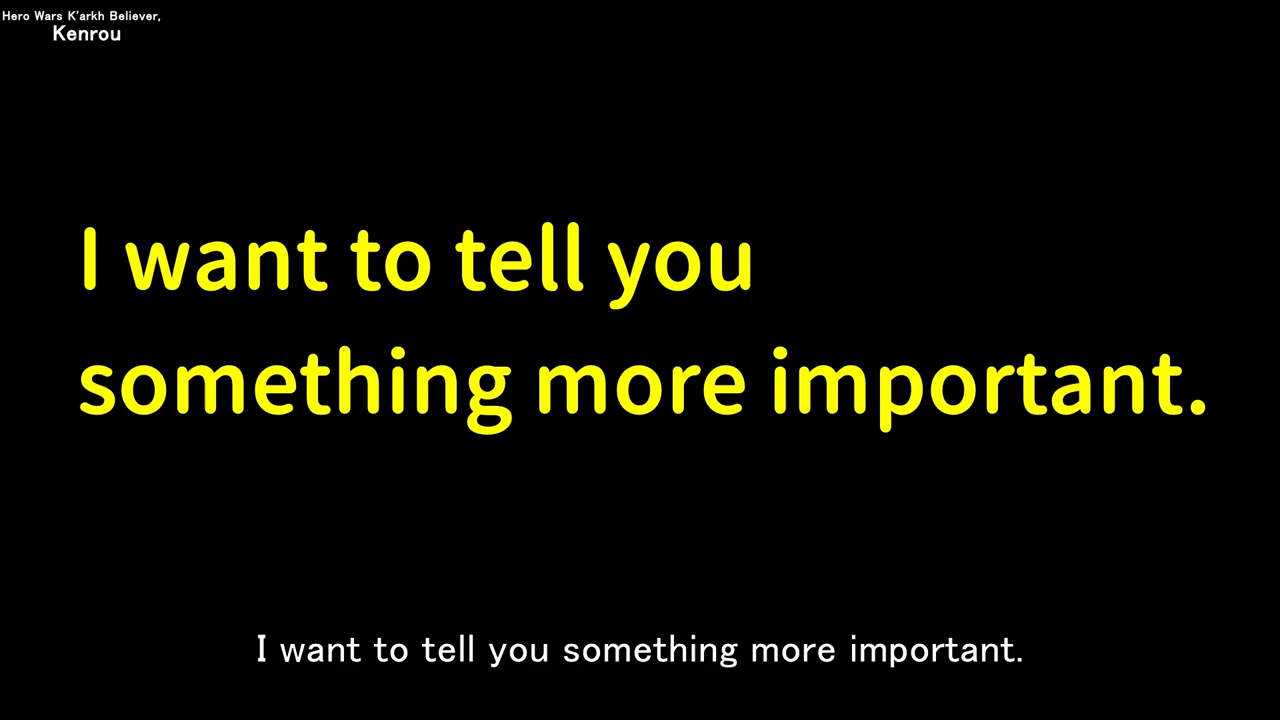 Hero Wars K'arkh Believer,
Kenrou
I want to tell you
something more important.
I want to tell you something more important.